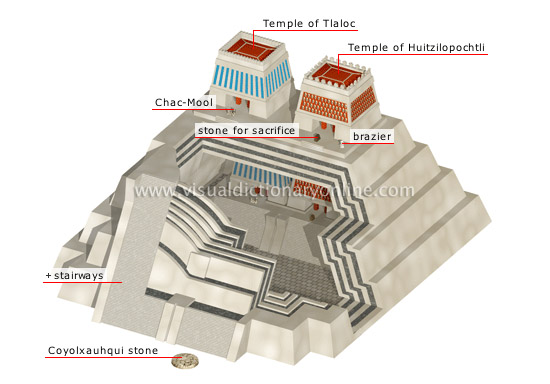 Temple of Tlaloc
Temple of Huitzilopochtli
Chac-Mool
stone for sacrifice
brazier
www.visualdictionaryonline.com
+ stairways
Coyolxauhqui stone